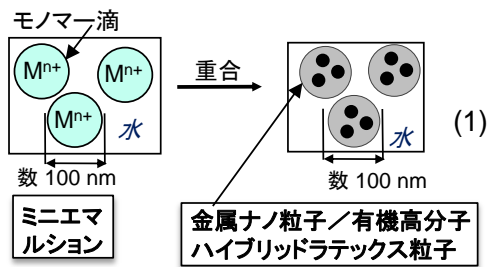 モノマー滴
Mn+
Mn+
Mn+
水
数 100 nm
ミニエマ
ルション
重合
水
数 100 nm
(1)
金属ナノ粒子/有機高分子
ハイブリッドラテックス粒子